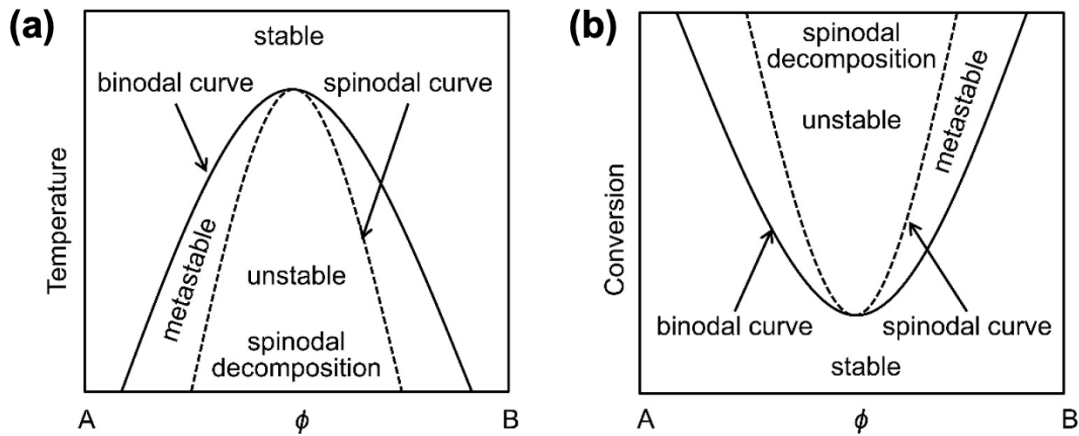 (a)
stable
binodal curve
spinodal curve
Temperature
metastable
unstable
spinodal
decomposition
A
ϕ
B
(b)
spinodal
decomposition
unstable
metastable
Conversion
binodal curve
spinodal curve
stable
A
ϕ
B